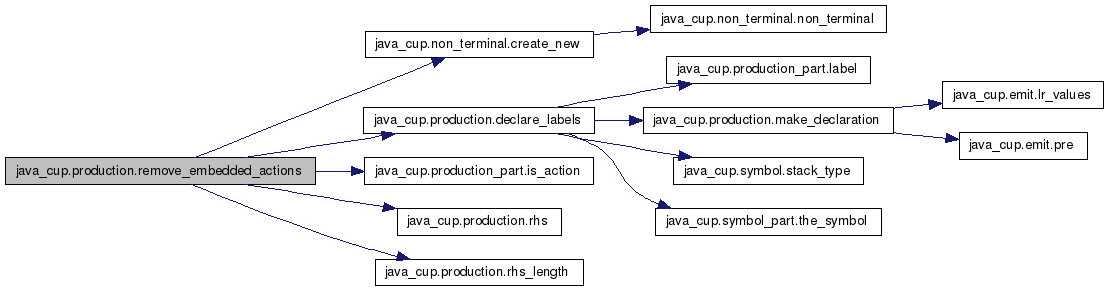 java_cup.production.remove_embedded_actions
java_cup.non_terminal.create_new
java_cup.non_terminal.non_terminal
java_cup.production.declare_labels
java_cup.production_part.label
java_cup.production.make_declaration
java_cup.emit.lr_values
java_cup.emit.pre
java_cup.symbol.stack_type
java_cup.symbol_part.the_symbol
java_cup.production_part.is_action
java_cup.production.rhs
java_cup.production.rhs_length